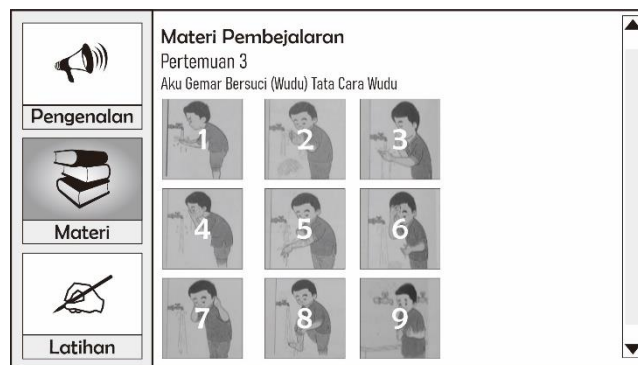 Pengenalan
Materi
Latihan
Materi Pembejalaran
Pertemuan 3
Aku Gemar Bersuci (Wudu) Tata Cara Wudu
1 2 3
4 5 6
7 8 9